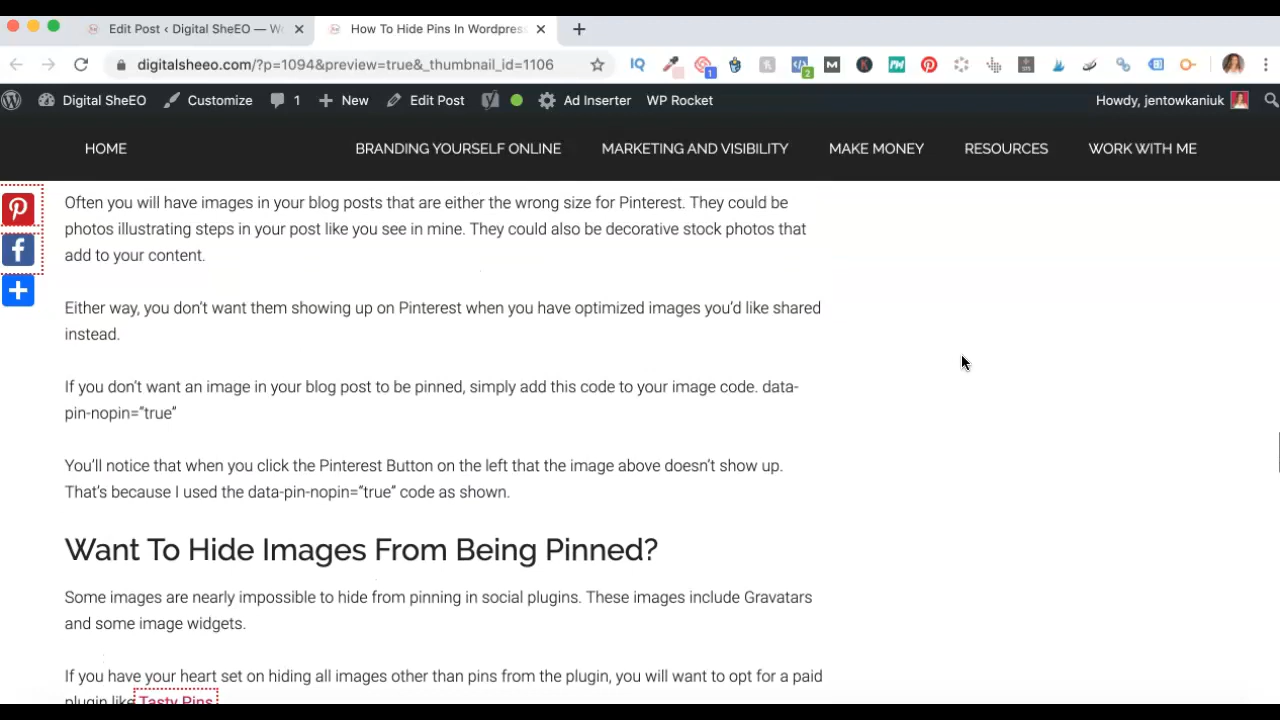 Edit Post ‹ Digital SheEO — W
How To Hide Pins In Wordpress
digitalsheeo.com/?p=1094&preview=true&_thumbnail_id=1106
IQ
1
2
M
K
Digital SheEO
Customize
1
New
Edit Post
Ad Inserter
WP Rocket
Howdy, jentowkaniuk
HOME
BRANDING YOURSELF ONLINE
MARKETING AND VISIBILITY
MAKE MONEY
RESOURCES
WORK WITH ME
Often you will have images in your blog posts that are either the wrong size for Pinterest. They could be
photos illustrating steps in your post like you see in mine. They could also be decorative stock photos that
add to your content.
Either way, you don’t want them showing up on Pinterest when you have optimized images you’d like shared
instead.
If you don’t want an image in your blog post to be pinned, simply add this code to your image code. data-
pin-nopin=”true”
You’ll notice that when you click the Pinterest Button on the left that the image above doesn’t show up.
That’s because I used the data-pin-nopin=”true” code as shown.
Want To Hide Images From Being Pinned?
Some images are nearly impossible to hide from pinning in social plugins. These images include Gravatars
and some image widgets.
If you have your heart set on hiding all images other than pins from the plugin, you will want to opt for a paid
plugin like Tasty Pins